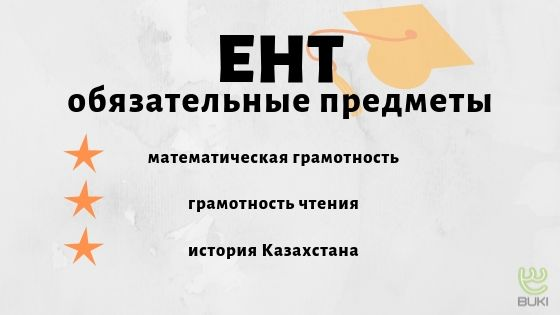 ЕНТ
обязательные предметы
математическая грамотность
грамотность чтения
история Казахстана
BUKI